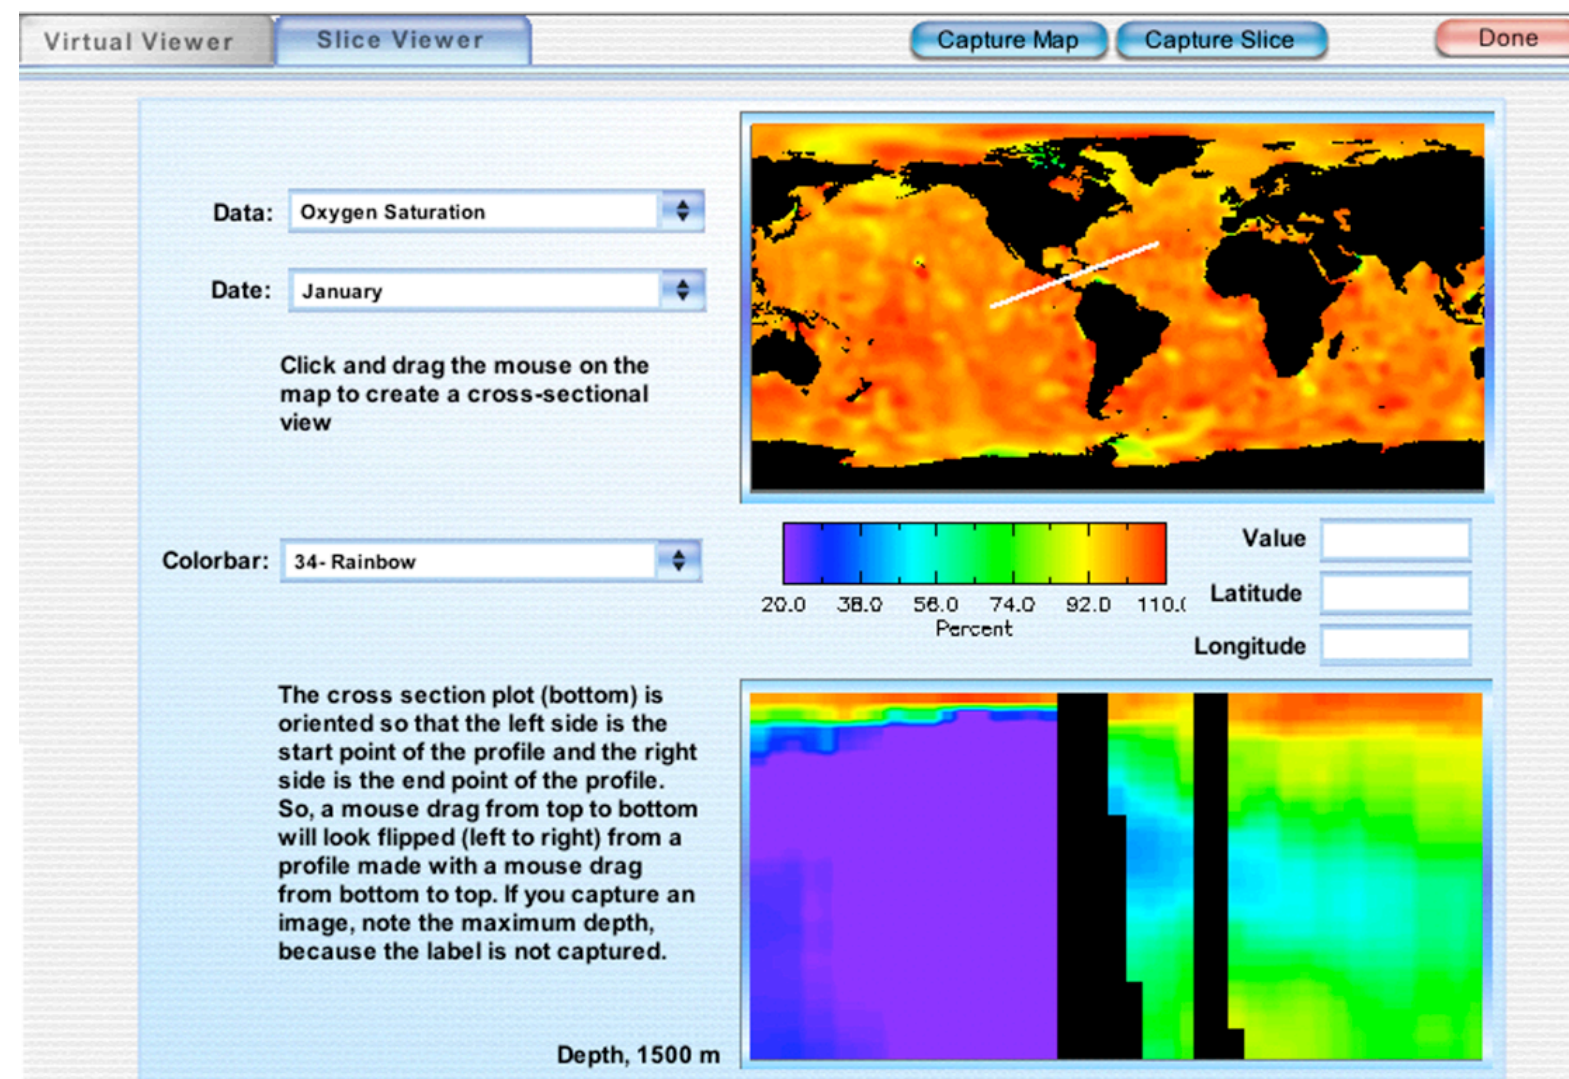 Virtual Viewer
Slice Viewer
Capture Map
Capture Slice
Done
Data:
Oxygen Saturation
Date:
January
Click and drag the mouse on the
map to create a cross-sectional
view
Colorbar:
34- Rainbow
20.0 38.0 56.0 74.0 92.0 110.(
Percent
Value
Latitude
Longitude
The cross section plot (bottom) is
oriented so that the left side is the
start point of the profile and the right
side is the end point of the profile.
So, a mouse drag from top to bottom
will look flipped (left to right) from a
profile made with a mouse drag
from bottom to top. If you capture an
image, note the maximum depth,
because the label is not captured.
Depth, 1500 m